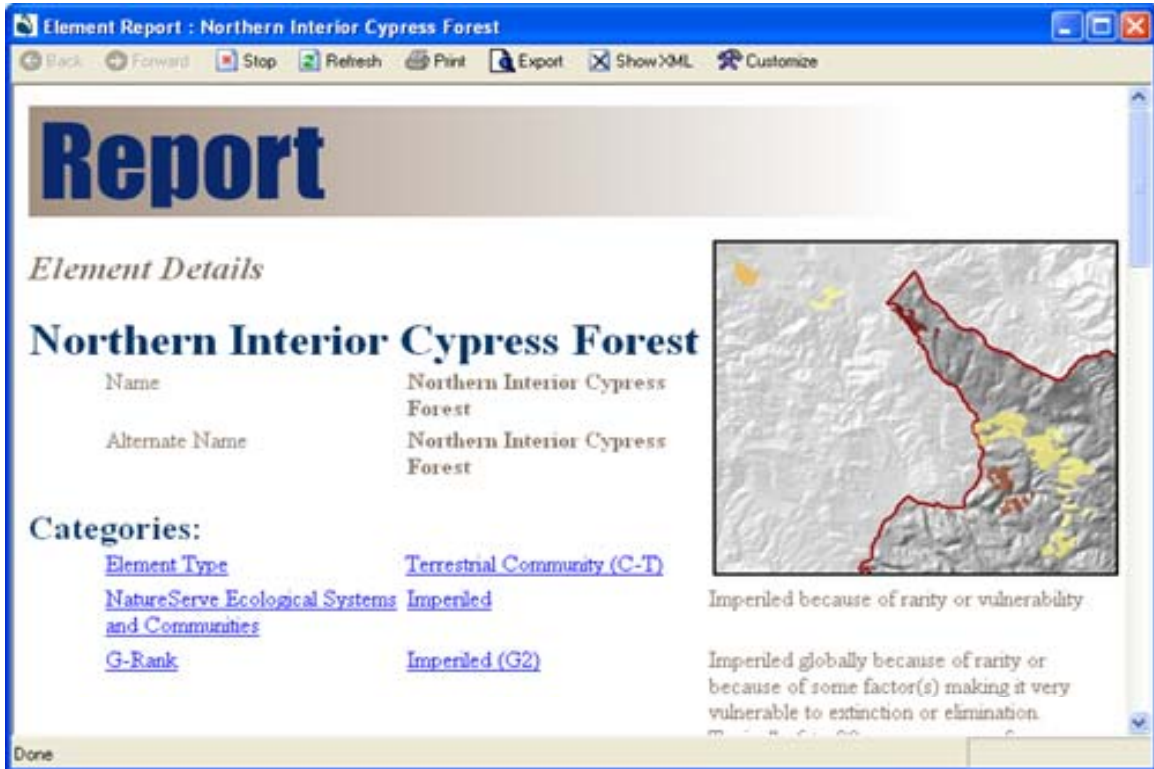 Element Report : Northern Interior Cypress Forest
Back Forward Stop Refresh Print Export Show XML Customize
Report
Element Details
Northern Interior Cypress Forest
Name Northern Interior Cypress
Forest
Alternate Name Northern Interior Cypress
Forest
Categories:
Element Type Terrestrial Community (C-T)
NatureServe Ecological Systems Imperiled Imperiled because of rarity or vulnerability
and Communities
G-Rank Imperiled (G2) Imperiled globally because of rarity or
because of some factor(s) making it very
vulnerable to extinction or elimination.
Done